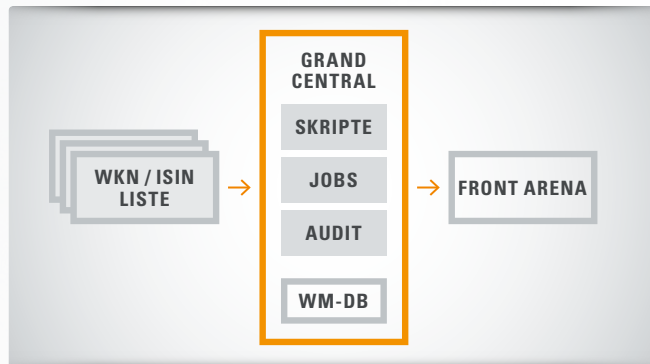 WKN / ISIN
LISTE
GRAND
CENTRAL
SKRIPTE
JOBS
AUDIT
WM-DB
FRONT ARENA